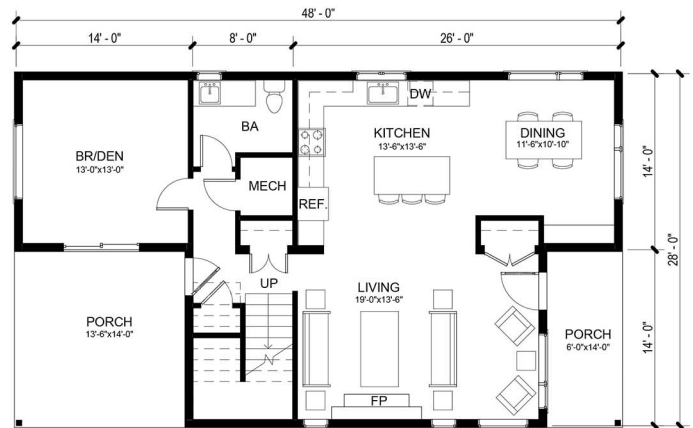 48' - 0"
14' - 0"
8' - 0"
26' - 0"
DW
BA
KITCHEN
13'-6"x13'-6"
DINING
11'-6"x10'-10"
BR/DEN
13'-0"x13'-0"
MECH
REF.
14' - 0"
28' - 0"
UP
LIVING
19'-0"x13'-6"
PORCH
13'-6"x14'-0"
PORCH
6'-0"x14'-0"
14' - 0"
FP